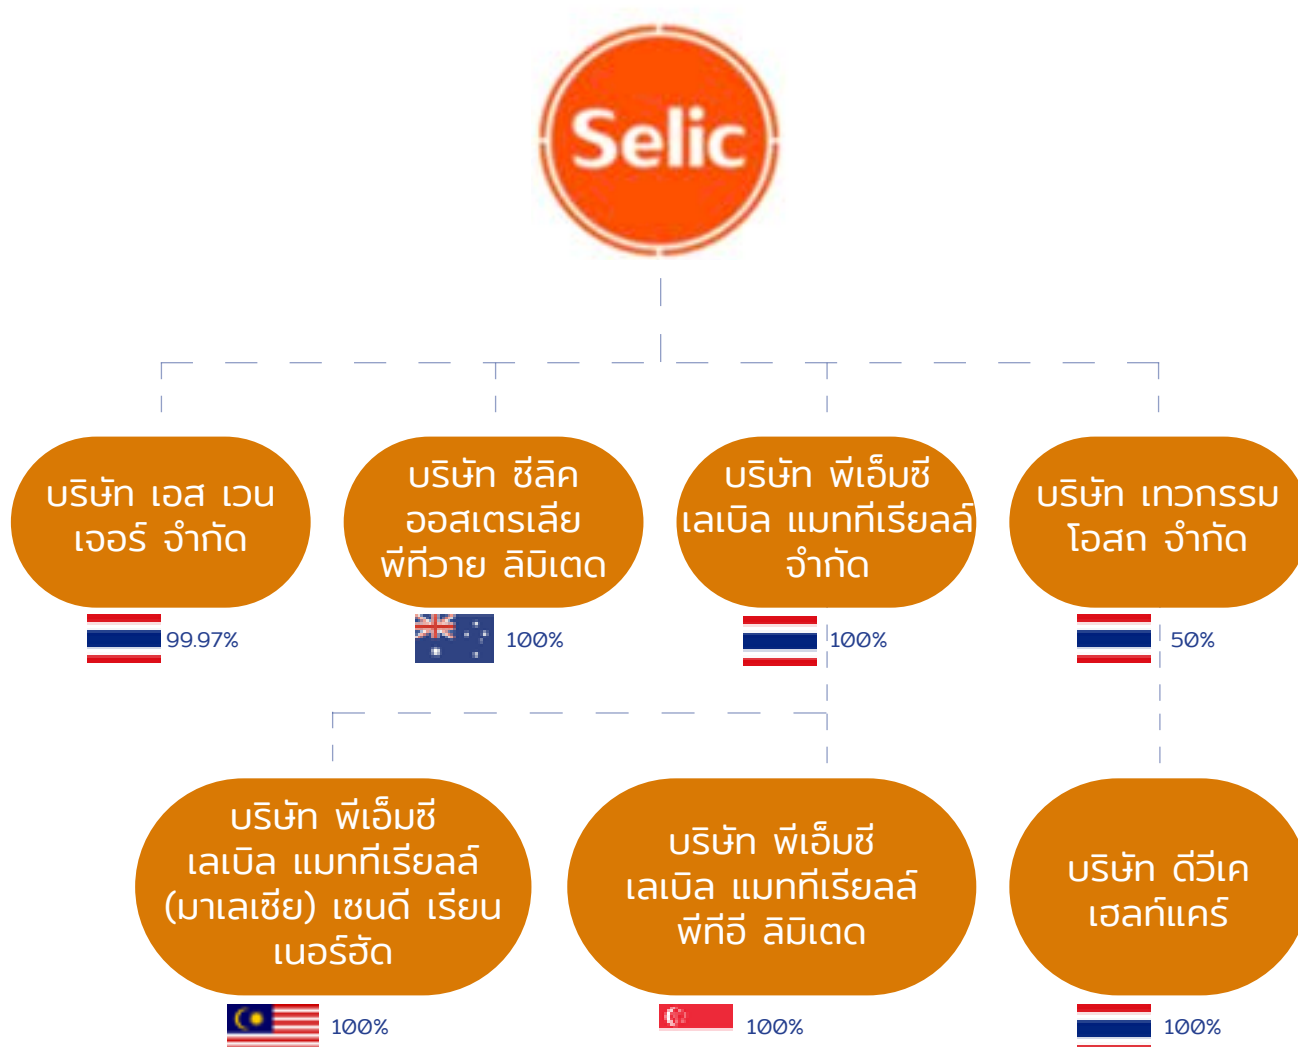 Selic
บริษัท เอส เวน
เจอร์ จำกัด
99.97%
บริษัท ซีลิค
ออสเตรเลีย
พีทีวาย ลิมิเตด
100%
บริษัท พีเอ็มซี
เลเบิล แมททีเรียลล์
จำกัด
100%
บริษัท เทวกรรม
โอสถ จำกัด
50%
บริษัท พีเอ็มซี
เลเบิล แมททีเรียลล์
(มาเลเซีย) เซนดี เรียน
เนอร์ฮัด
100%
บริษัท พีเอ็มซี
เลเบิล แมททีเรียลล์
พีทีอี ลิมิเตด
100%
บริษัท ดีวีเค
เฮลท์แคร์
100%